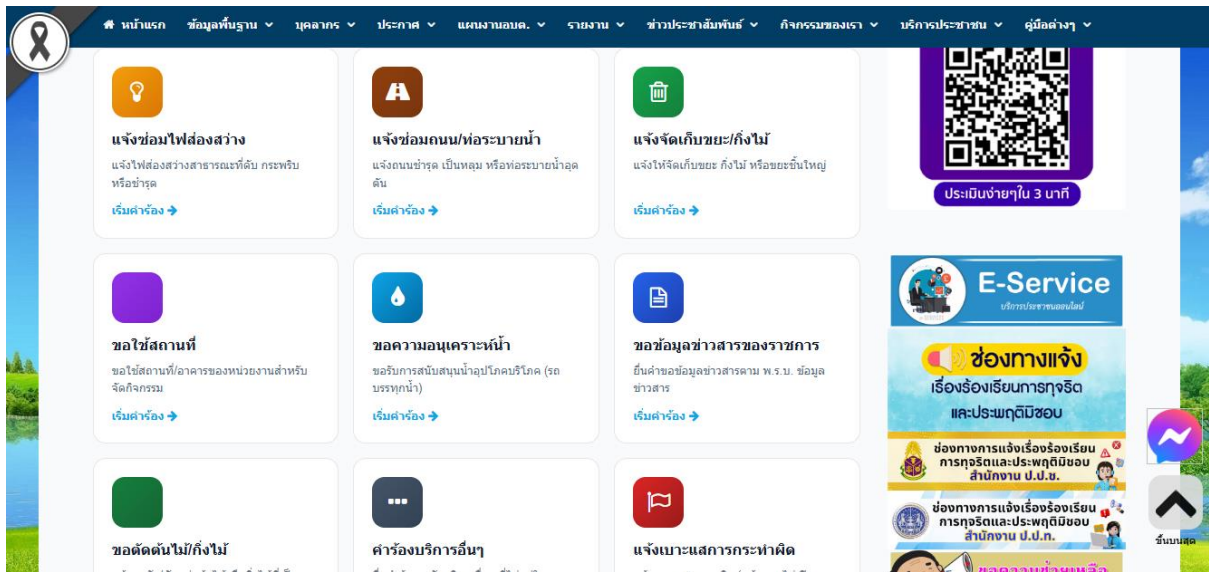 หน้าแรก ข้อมูลพื้นฐาน บุคลากร ประกาศ แผนงานอบต. รายงาน ข่าวประชาสัมพันธ์ กิจกรรมของเรา บริการประชาชน คู่มือต่างๆ
แจ้งซ่อมไฟส่องสว่าง
แจ้งไฟส่องสว่างสาธารณะที่ดับ กระพริบ
หรือชำรุด
เริ่มคำร้อง
แจ้งซ่อมถนน/ท่อระบายน้ำ
แจ้งถนนชำรุด เป็นหลุม หรือท่อระบายน้ำอุด
ตัน
เริ่มคำร้อง
แจ้งจัดเก็บขยะ/กิ่งไม้
แจ้งให้จัดเก็บขยะ กิ่งไม้ หรือขยะชิ้นใหญ่
เริ่มคำร้อง
ขอใช้สถานที่
ขอใช้สถานที่/อาคารของหน่วยงานสำหรับ
จัดกิจกรรม
เริ่มคำร้อง
ขอความอนุเคราะห์น้ำ
ขอรับการสนับสนุนน้ำอุปโภคบริโภค (รถ
บรรทุกน้ำ)
เริ่มคำร้อง
ขอข้อมูลข่าวสารของราชการ
ยื่นคำขอข้อมูลข่าวสารตาม พ.ร.บ. ข้อมูล
ข่าวสาร
เริ่มคำร้อง
ขอตัดต้นไม้/กิ่งไม้
คำร้องบริการอื่นๆ
แจ้งเบาะแสการกระทำผิด
ประเมินง่ายๆใน 3 นาที
E-Service
บริการประชาชนออนไลน์
ช่องทางแจ้ง
เรื่องร้องเรียนการทุจริต
และประพฤติมิชอบ
ช่องทางการแจ้งเรื่องร้องเรียน
การทุจริตและประพฤติมิชอบ
สำนักงาน ป.ป.ช.
ช่องทางการแจ้งเรื่องร้องเรียน
การทุจริตและประพฤติมิชอบ
สำนักงาน ป.ป.ท.
ขอความช่วยเหลือ
ขึ้นบนสุด